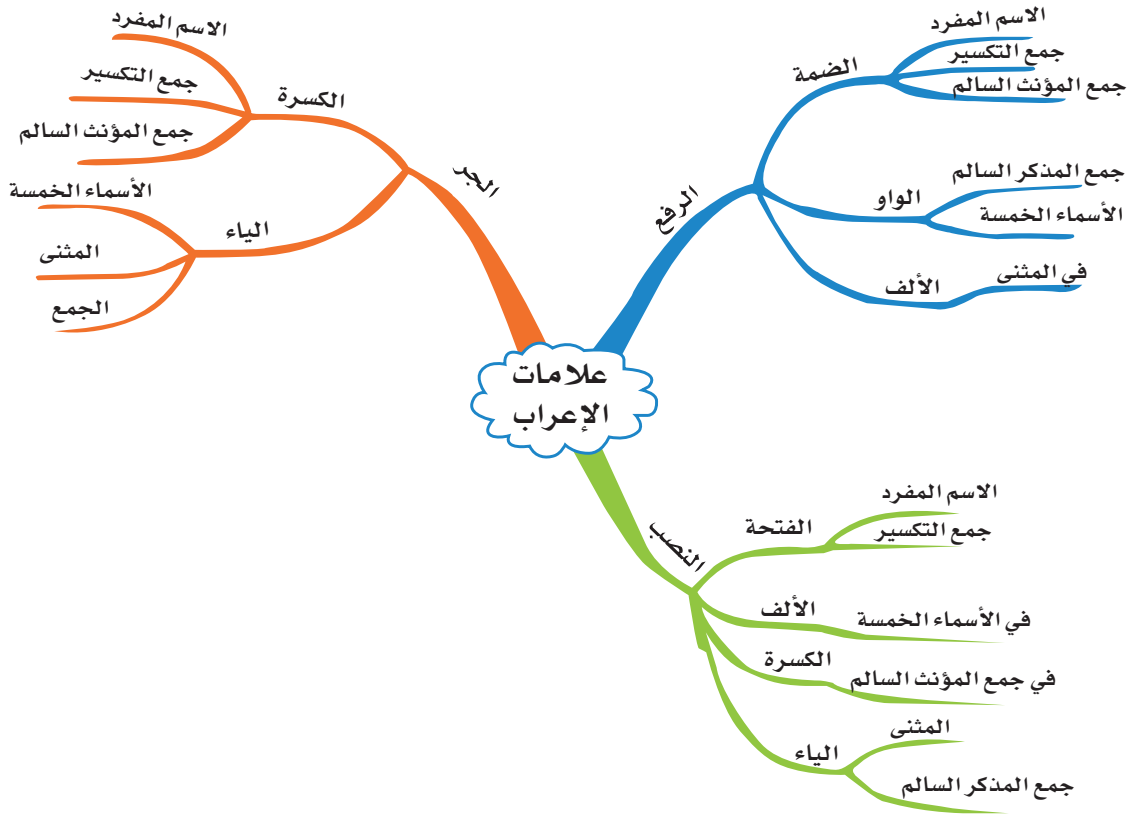 علامات
الإعراب
الرفع
الضمة
الاسم المفرد
جمع التكسير
جمع المؤنث السالم
الواو
جمع المذكر السالم
الأسماء الخمسة
الألف
في المثنى
النصب
الفتحة
الاسم المفرد
جمع التكسير
الألف
في الأسماء الخمسة
الكسرة
في جمع المؤنث السالم
الياء
المثنى
جمع المذكر السالم
الجر
الكسرة
الاسم المفرد
جمع التكسير
جمع المؤنث السالم
الياء
الأسماء الخمسة
المثنى
الجمع